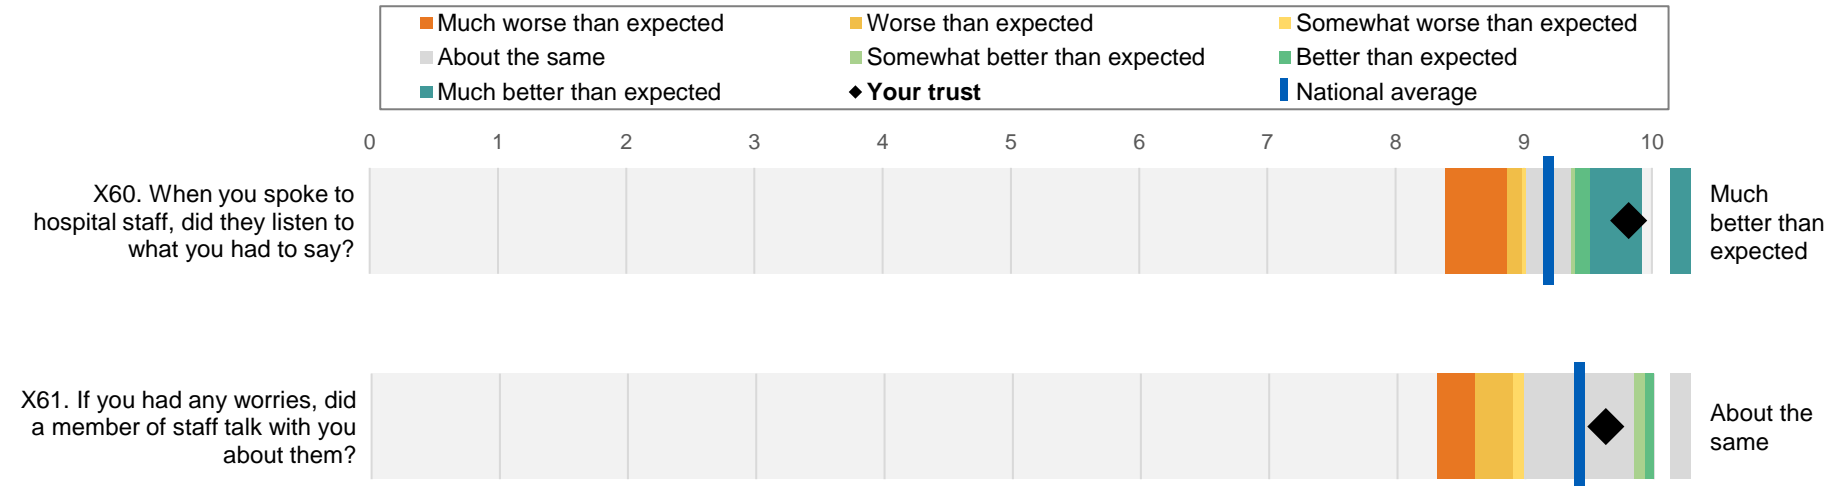 Much worse than expected
Worse than expected
Somewhat worse than expected
About the same
Somewhat better than expected
Better than expected
Much better than expected
Your trust
National average
0 1 2 3 4 5 6 7 8 9 10
X60. When you spoke to
hospital staff, did they listen to
what you had to say?
Much
better than
expected
X61. If you had any worries, did
a member of staff talk with you
about them?
About the
same